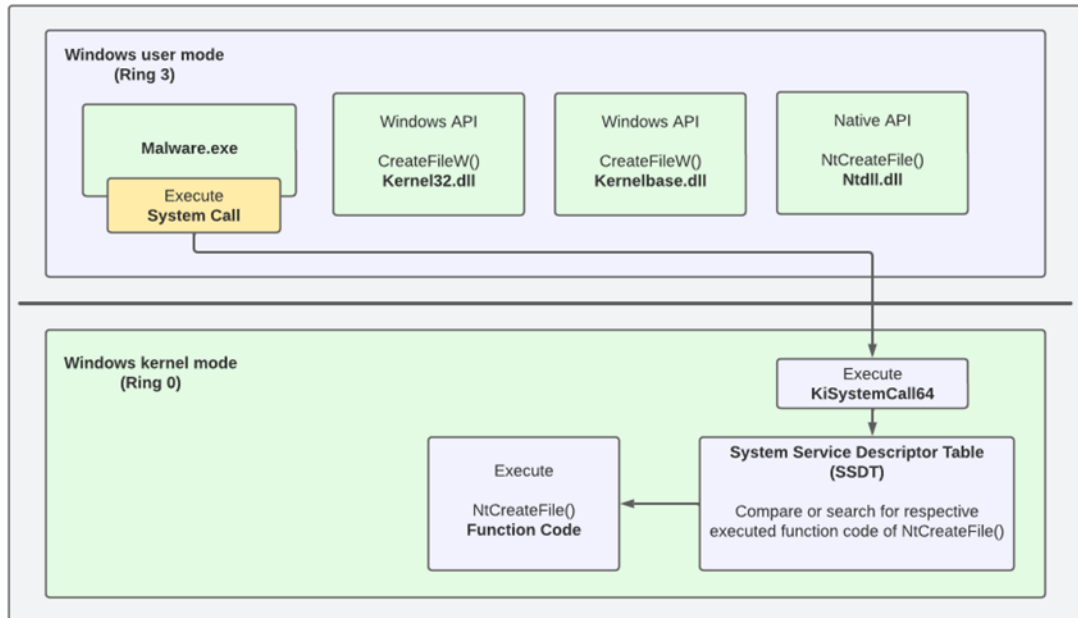 Windows user mode
(Ring 3)
Malware.exe
Execute
System Call
Windows API
CreateFileW()
Kernel32.dll
Windows API
CreateFileW()
Kernelbase.dll
Native API
NtCreateFile()
Ntdll.dll
Windows kernel mode
(Ring 0)
Execute
KiSystemCall64
System Service Descriptor Table
(SSDT)
Compare or search for respective
executed function code of NtCreateFile()
Execute
NtCreateFile()
Function Code